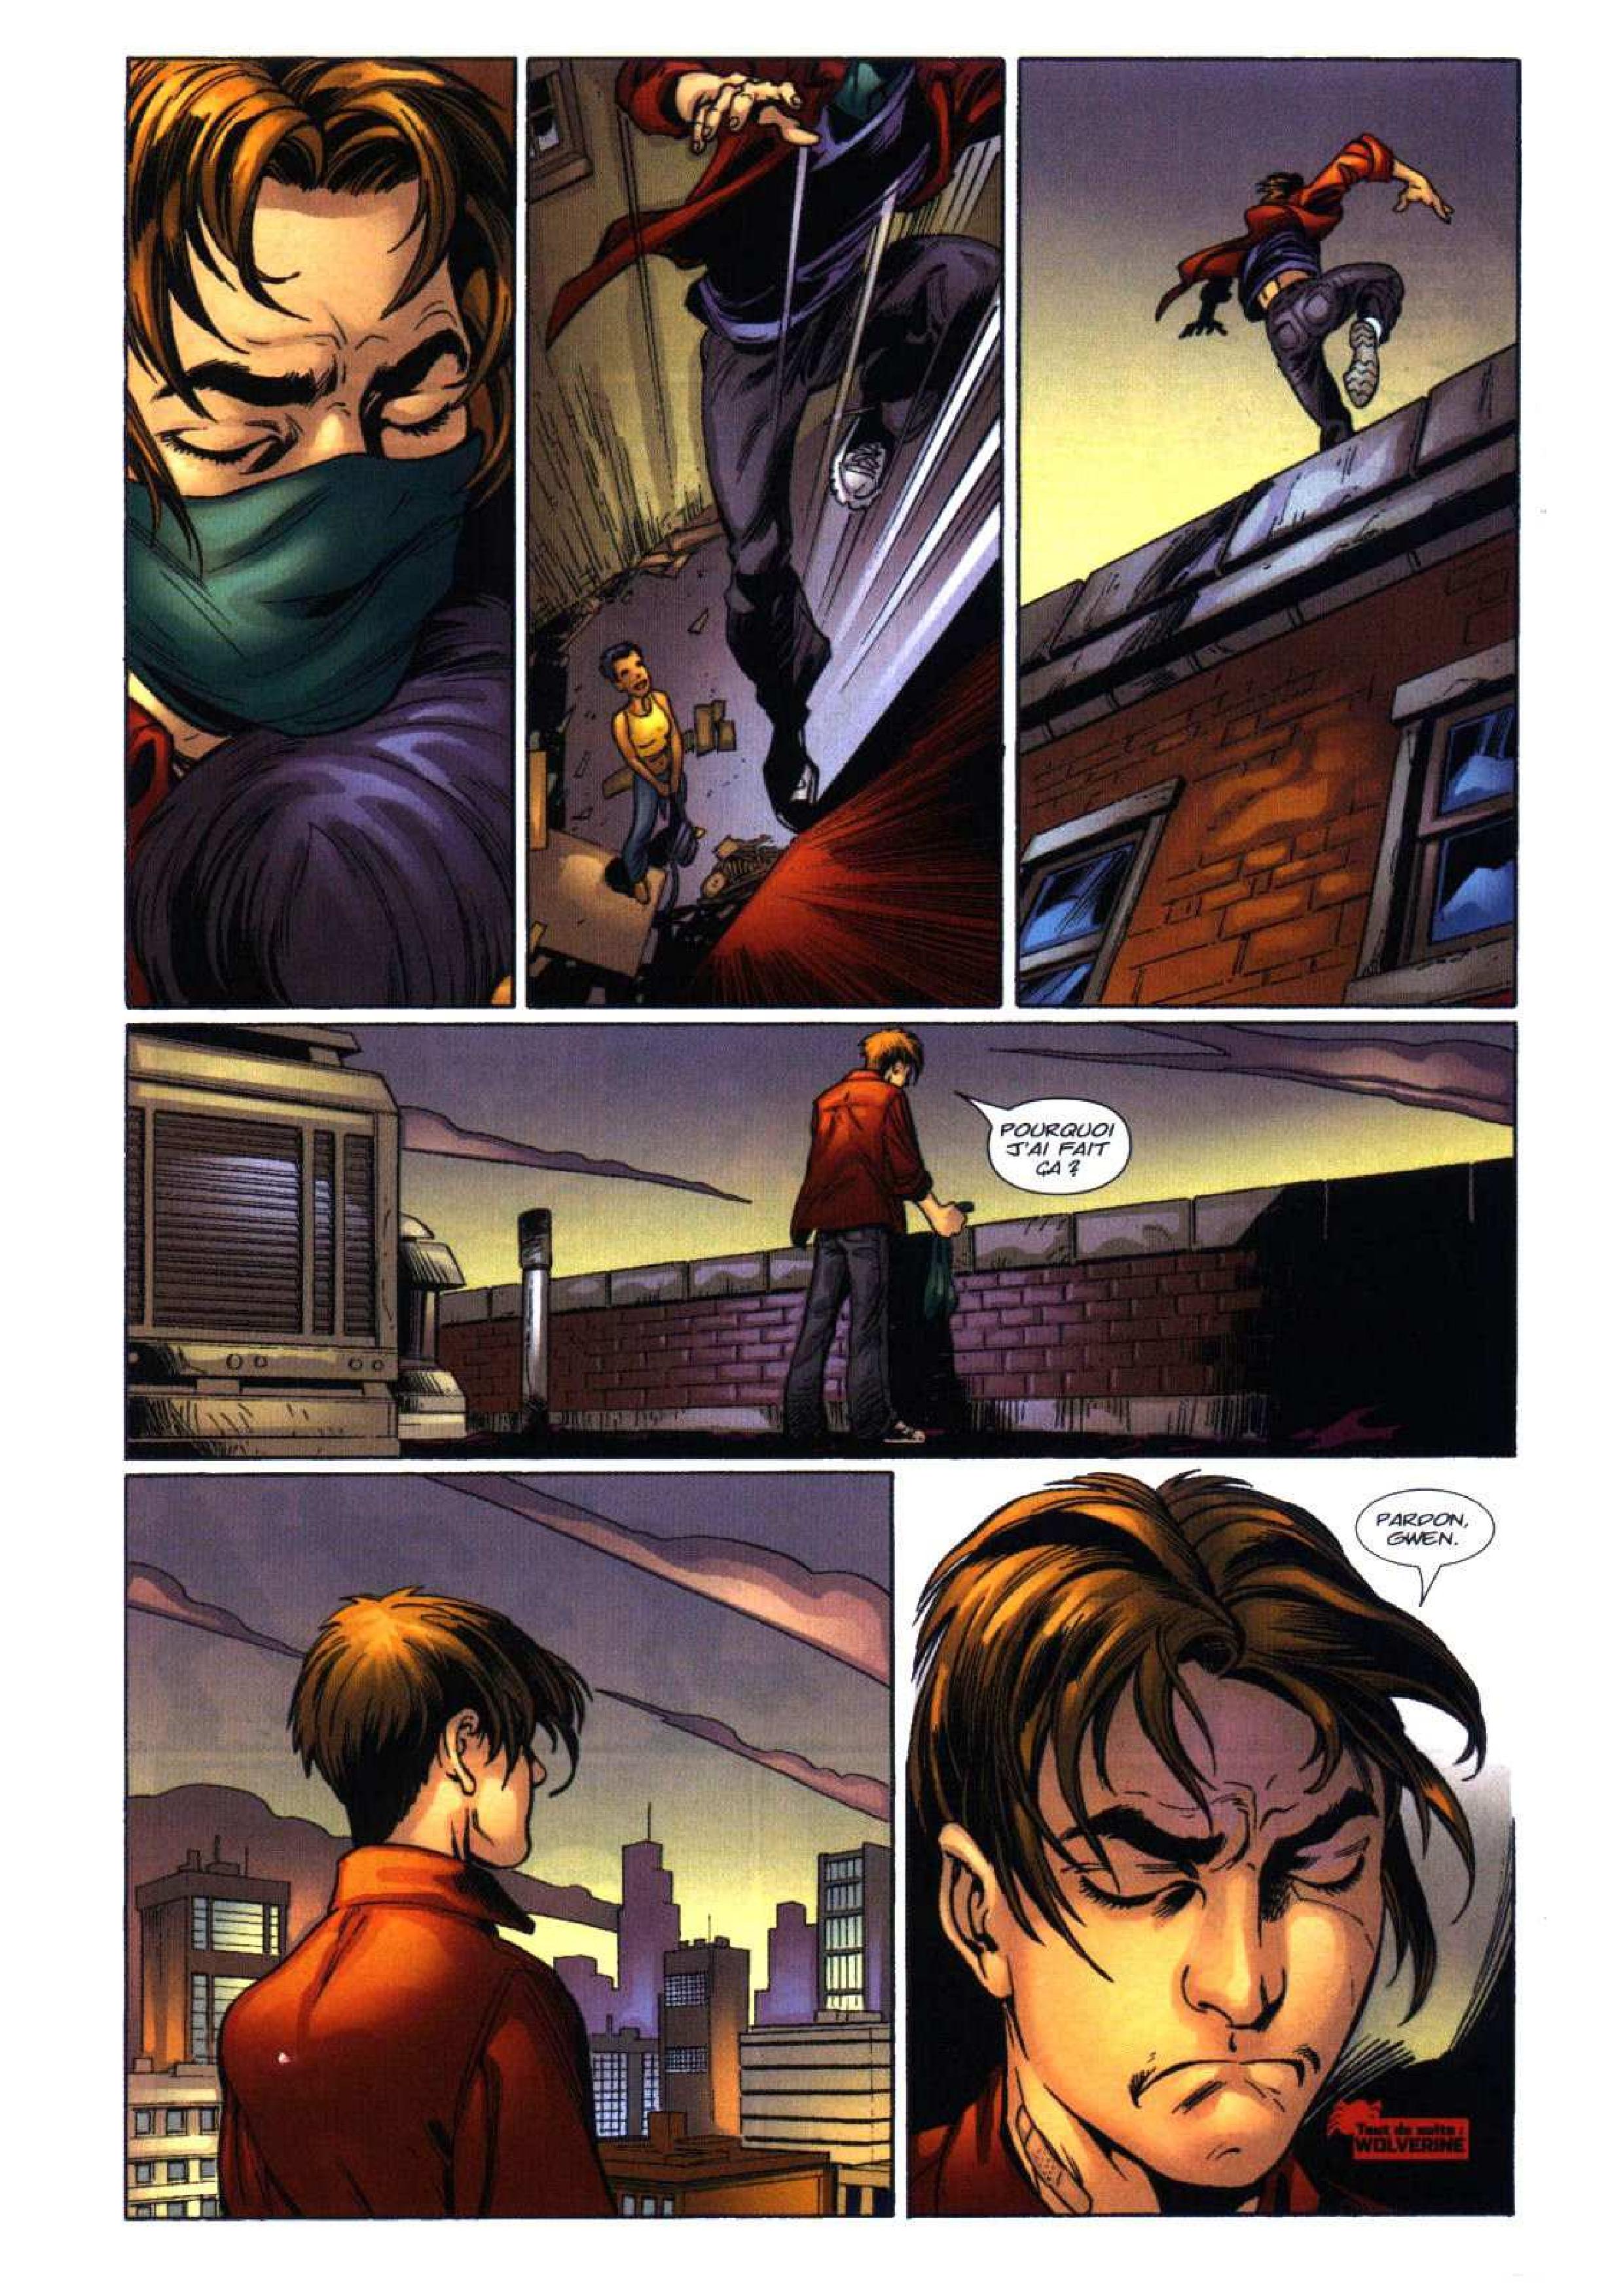 POURQUOI
J'AI FAIT
ÇA ?
PARDON,
GWEN.
Tout de suite :
WOLVERINE